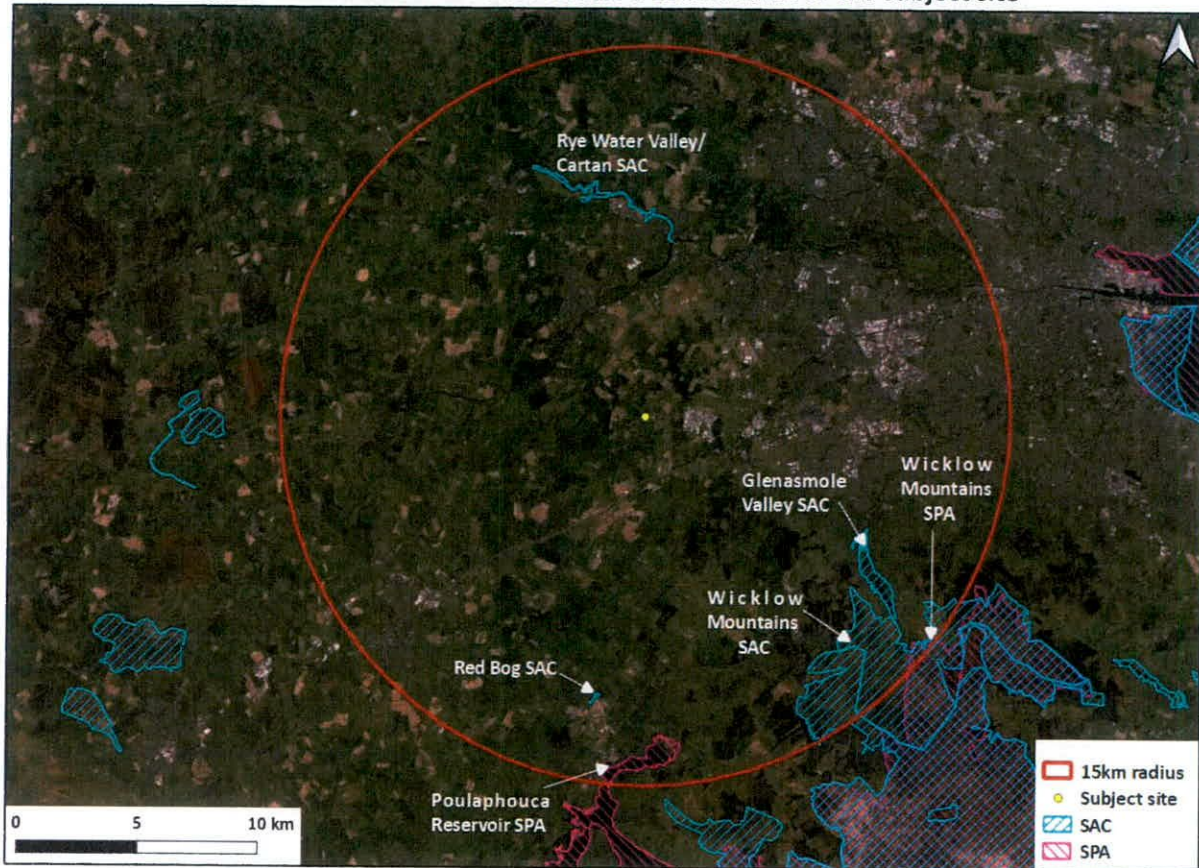 Rye Water Valley/
Cartan SAC
Glenasmole
Valley SAC
Wicklow
Mountains
SPA
Wicklow
Mountains
SAC
Red Bog SAC
Poulaphouca
Reservoir SPA
0 5 10 km
15km radius
Subject site
SAC
SPA